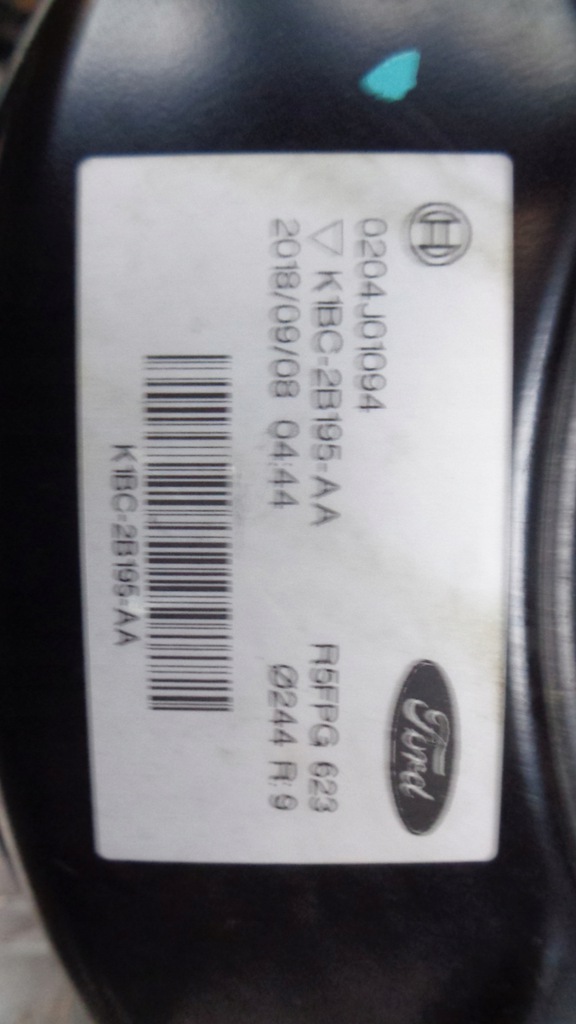 0204J01094
K1BC-2B195-AA
2018/09/08 04:44
Ford
R5FPG 623
Ø244 R:9
K1BC-2B195-AA